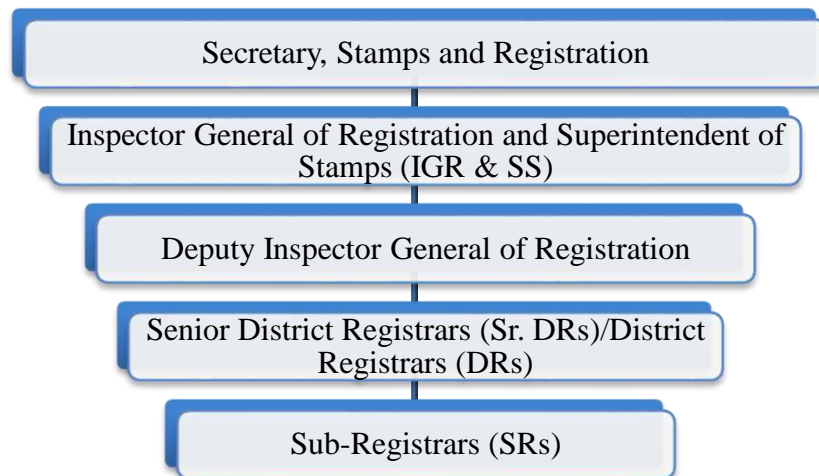 Secretary, Stamps and Registration
Inspector General of Registration and Superintendent of
Stamps (IGR & SS)
Deputy Inspector General of Registration
Senior District Registrars (Sr. DRs)/District
Registrars (DRs)
Sub-Registrars (SRs)